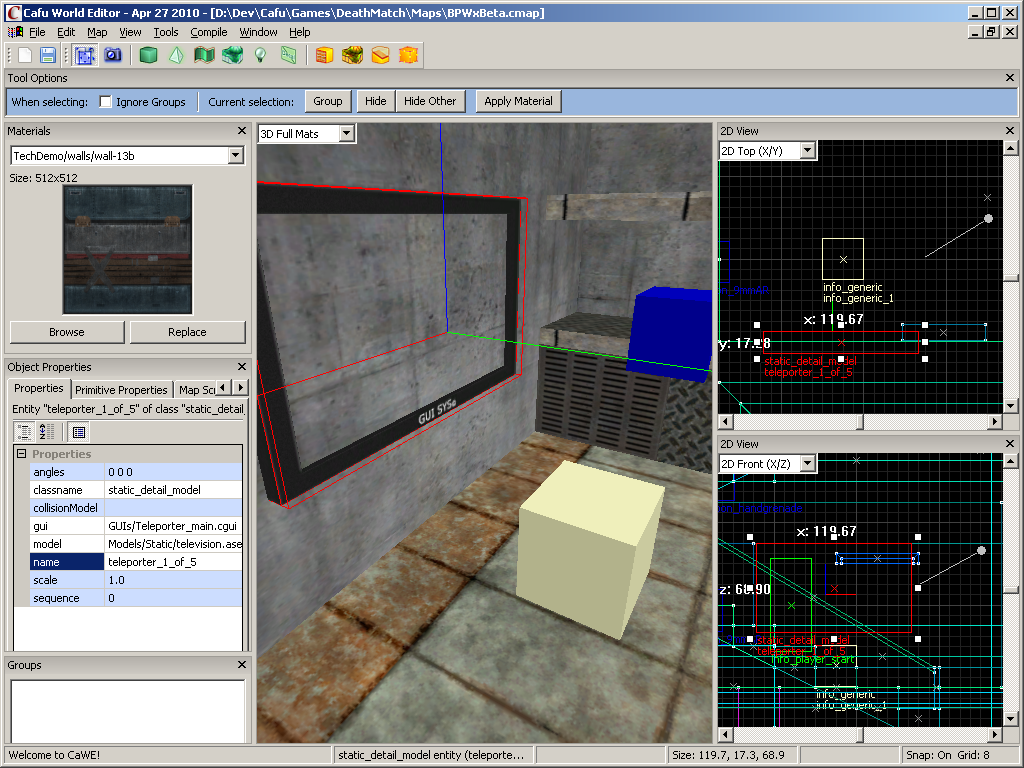 Cafu World Editor - Apr 27 2010 - [D:\Dev\Cafu\Games\DeathMatch\Maps\BPWxBeta.cmap]
File Edit Map View Tools Compile Window Help
Tool Options
When selecting: Ignore Groups Current selection: Group Hide Hide Other Apply Material
Materials
TechDemo/walls/wall-13b
Size: 512x512
Browse Replace
Object Properties
Properties Primitive Properties Map Sc
Entity "teleporter_1_of_5" of class "static_detail_
Properties
angles 0 0 0
classname static_detail_model
collisionModel
gui GUIs/Teleporter_main.cgui
model Models/Static/television.ase
name teleporter_1_of_5
scale 1.0
sequence 0
Groups
3D Full Mats
GUI SYS
2D View
2D Top (X/Y)
info_generic
info_generic_1
x: 119.67
y: 17.28
static_detail_model
teleporter_1_of_5
2D View
2D Front (X/Z)
x: 119.67
z: 68.90
static_detail_model
teleporter_1_of_5
info_player_start
info_generic
info_generic_1
Welcome to CaWE!
static_detail_model entity (teleporte...
Size: 119.7, 17.3, 68.9
Snap: On Grid: 8